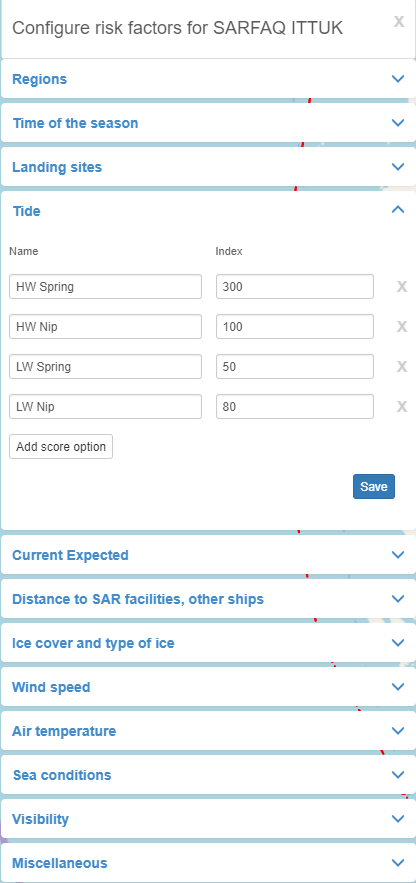 Configure risk factors for SARFAQ ITTUK X
Regions
Time of the season
Landing sites
Tide
Name Index
HW Spring 300 X
HW Nip 100 X
LW Spring 50 X
LW Nip 80 X
Add score option
Save
Current Expected
Distance to SAR facilities, other ships
Ice cover and type of ice
Wind speed
Air temperature
Sea conditions
Visibility
Miscellaneous